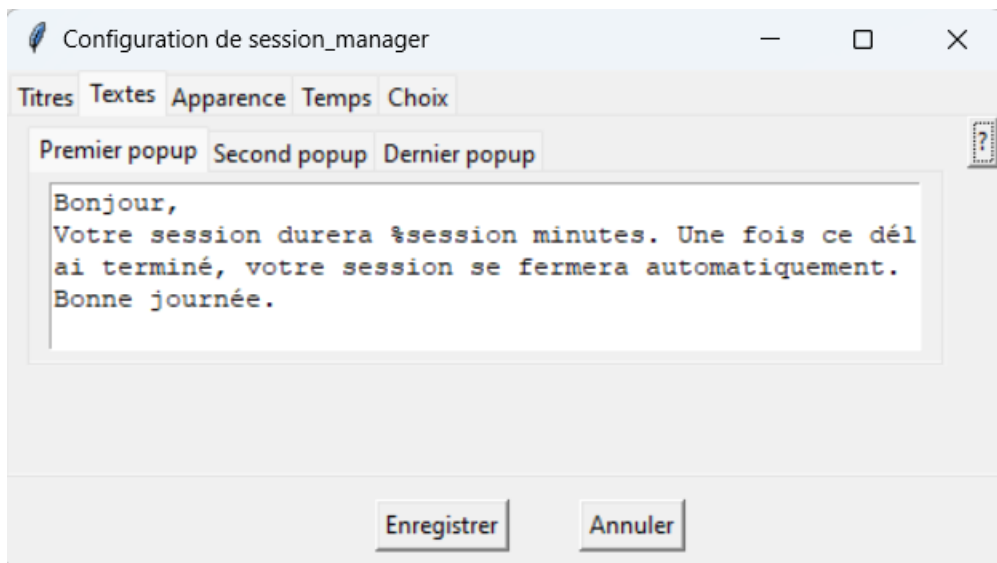 Configuration de session_manager
Titres Textes Apparence Temps Choix
?
Premier popup Second popup Dernier popup
Bonjour,
Votre session durera %session minutes. Une fois ce dél
ai terminé, votre session se fermera automatiquement.
Bonne journée.
Enregistrer Annuler